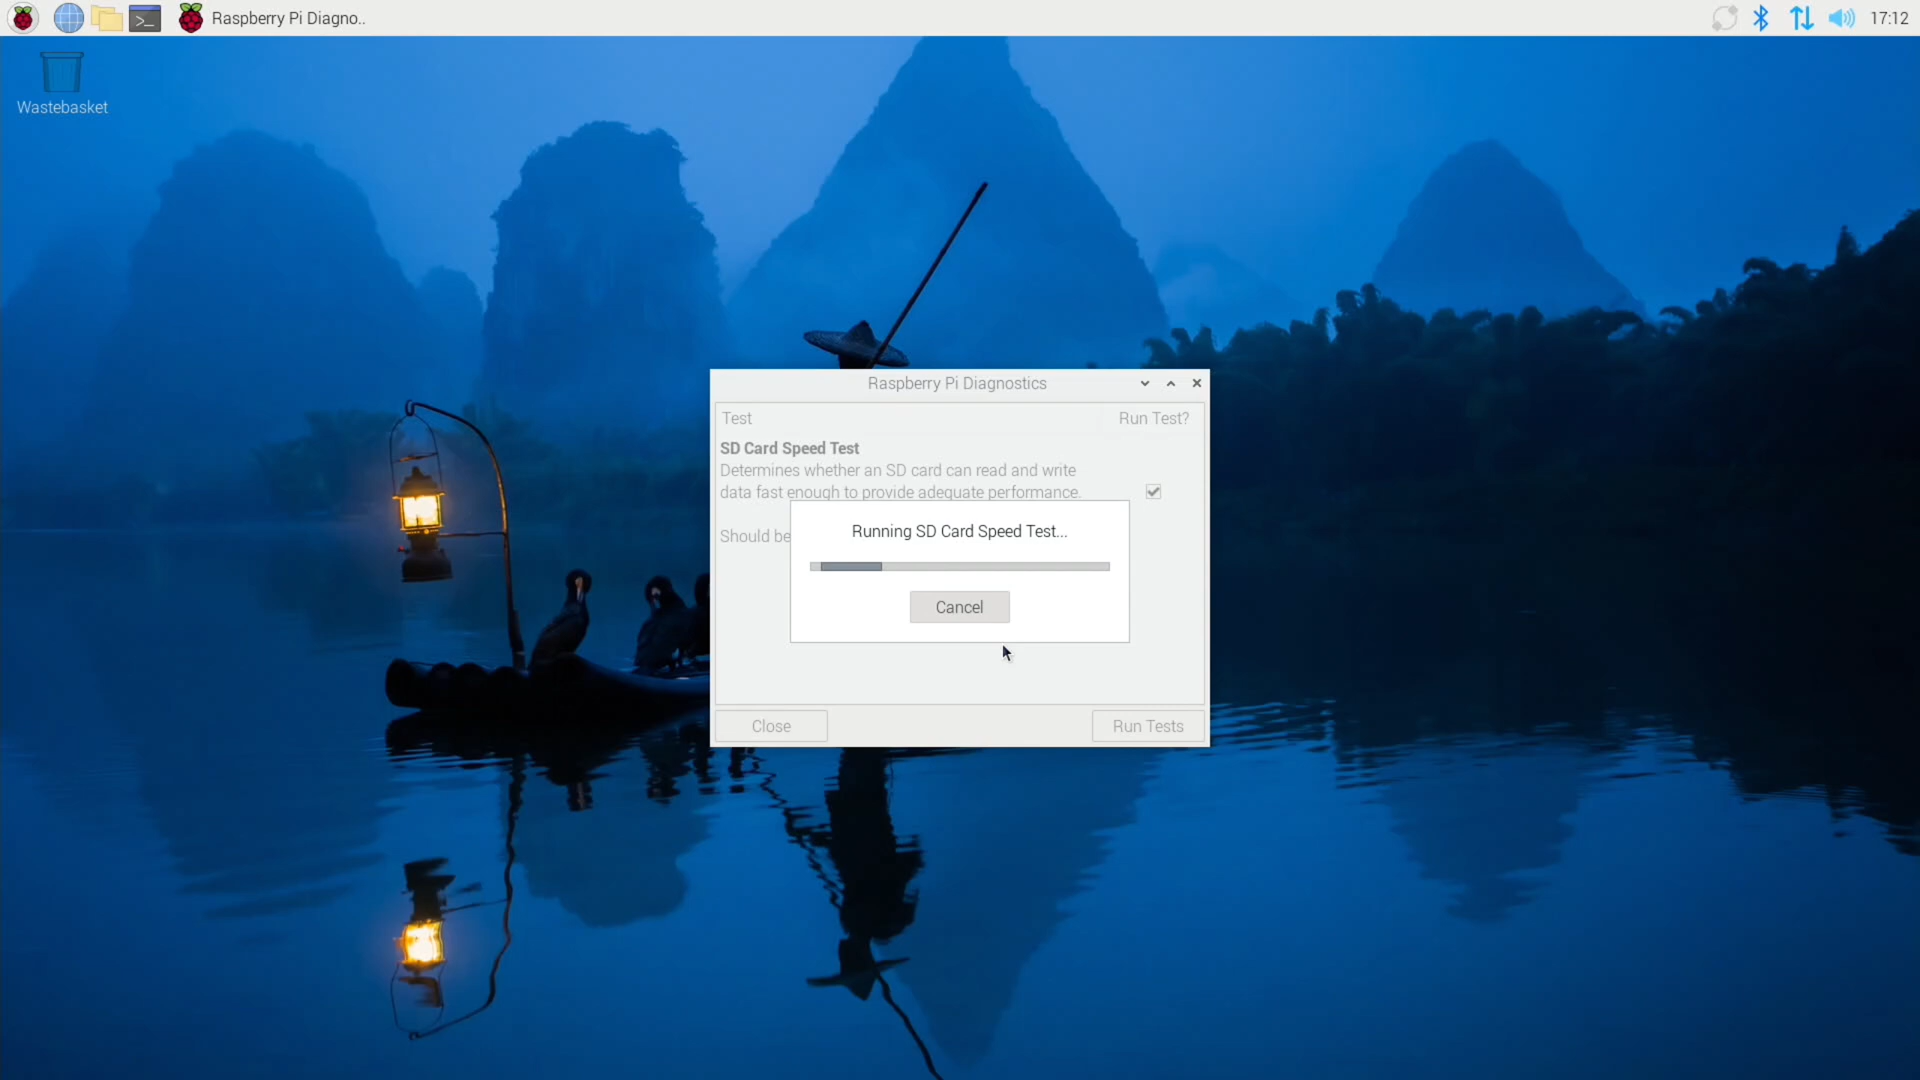 Raspberry Pi Diagno..
17:12
Wastebasket
Raspberry Pi Diagnostics
Test
Run Test?
SD Card Speed Test
Determines whether an SD card can read and write
data fast enough to provide adequate performance.
Should be
Running SD Card Speed Test...
Cancel
Close
Run Tests